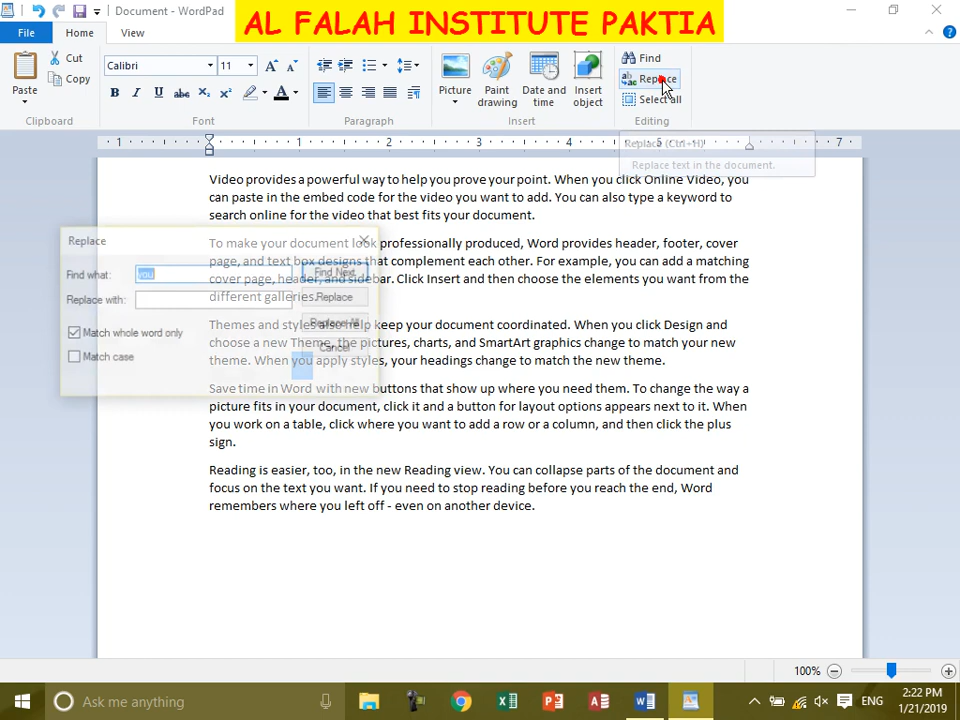 Document - WordPad
AL FALAH INSTITUTE PAKTIA
File
Home
View
Paste
Cut
Copy
Clipboard
Calibri
11
Font
Paragraph
Picture
Paint drawing
Date and time
Insert object
Insert
Find
Replace
Select all
Editing
Replace (Ctrl+H)
Replace text in the document.
1 1 2 3 4 5 7
Video provides a powerful way to help you prove your point. When you click Online Video, you
can paste in the embed code for the video you want to add. You can also type a keyword to
search online for the video that best fits your document.
To make your document look professionally produced, Word provides header, footer, cover
page, and text box designs that complement each other. For example, you can add a matching
cover page, header, and sidebar. Click Insert and then choose the elements you want from the
different galleries.
Themes and styles also help keep your document coordinated. When you click Design and
choose a new Theme, the pictures, charts, and SmartArt graphics change to match your new
theme. When you apply styles, your headings change to match the new theme.
Save time in Word with new buttons that show up where you need them. To change the way a
picture fits in your document, click it and a button for layout options appears next to it. When
you work on a table, click where you want to add a row or a column, and then click the plus
sign.
Reading is easier, too, in the new Reading view. You can collapse parts of the document and
focus on the text you want. If you need to stop reading before you reach the end, Word
remembers where you left off - even on another device.
Replace
Find what: you
Find Next
Replace with:
Replace
Match whole word only
Replace All
Match case
Cancel
100%
Ask me anything
ENG
2:22 PM
1/21/2019